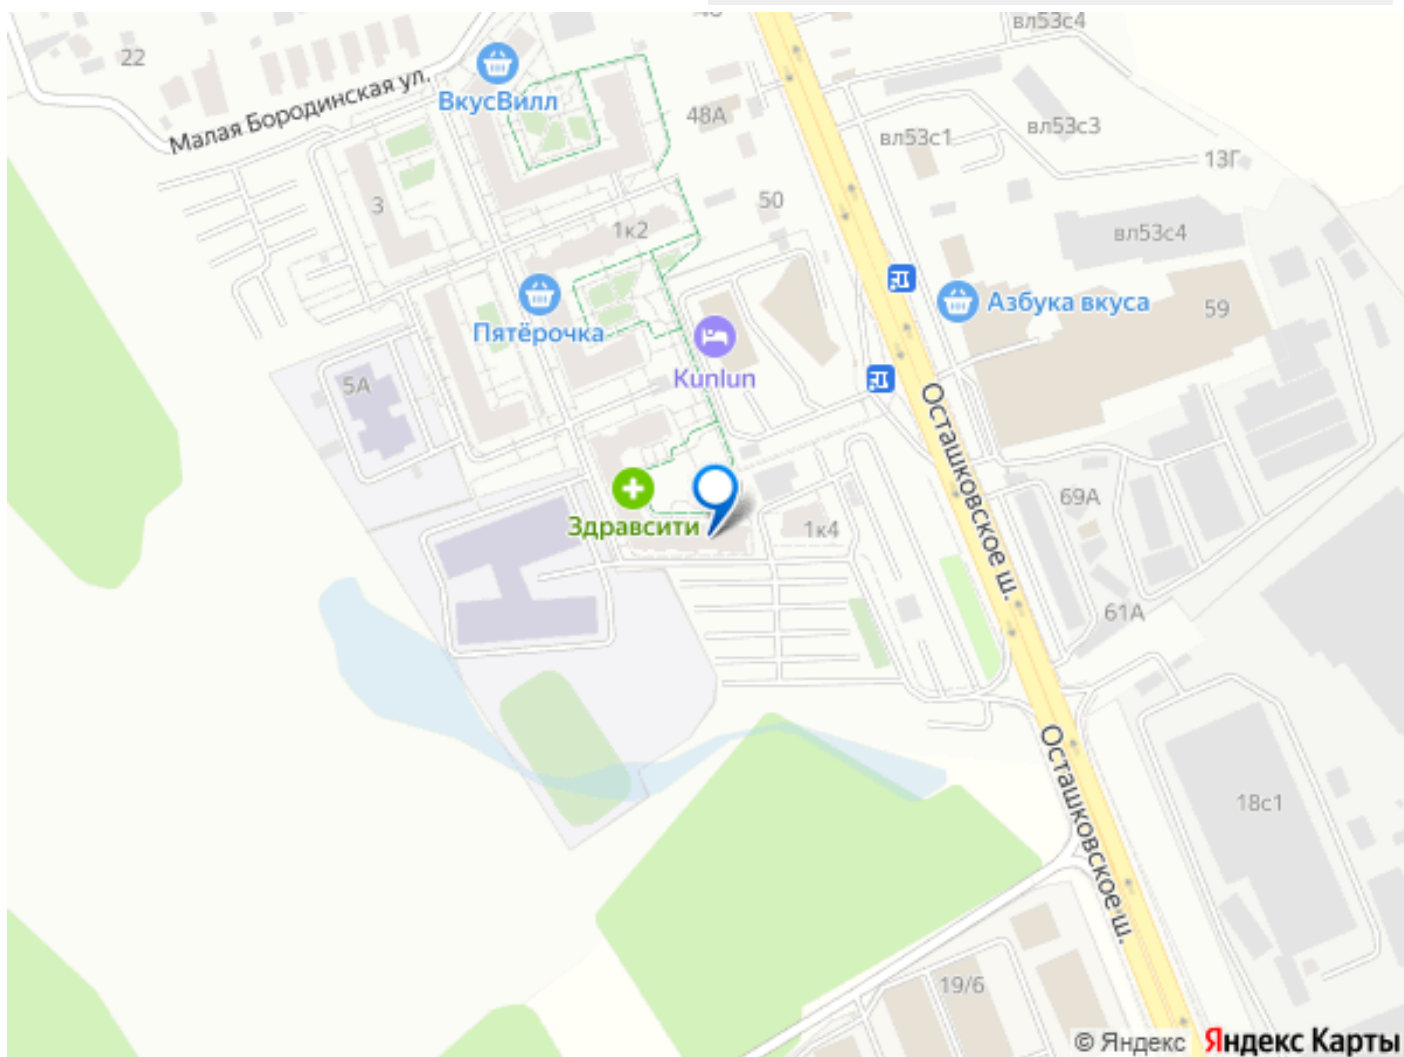 вл53с4
22
ВкусВилл
Малая Бородинская ул.
48А
вл53с1
вл53с3
13Г
3
50
1к2
вл53с4
Азбука вкуса
59
Пятёрочка
Kunlun
5А
Осташковское ш.
69А
Здравсити
1к4
61А
Осташковское ш.
18с1
19/6
© Яндекс
Яндекс Карты